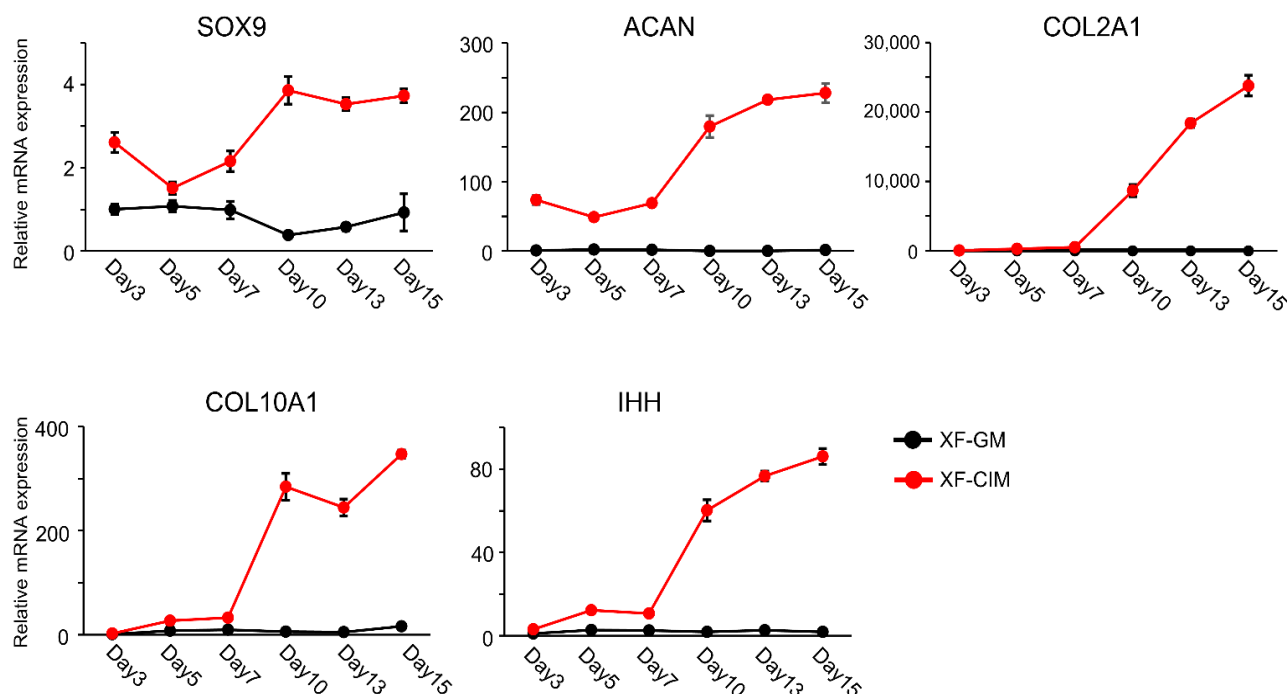 SOX9
Relative mRNA expression
4
2
0
Day3
Day5
Day7
Day10
Day13
Day15
ACAN
300
200
100
0
Day3
Day5
Day7
Day10
Day13
Day15
COL2A1
30,000
20,000
10,000
0
Day3
Day5
Day7
Day10
Day13
Day15
COL10A1
Relative mRNA expression
400
200
0
Day3
Day5
Day7
Day10
Day13
Day15
IHH
80
40
0
Day3
Day5
Day7
Day10
Day13
Day15
XF-GM
XF-CIM